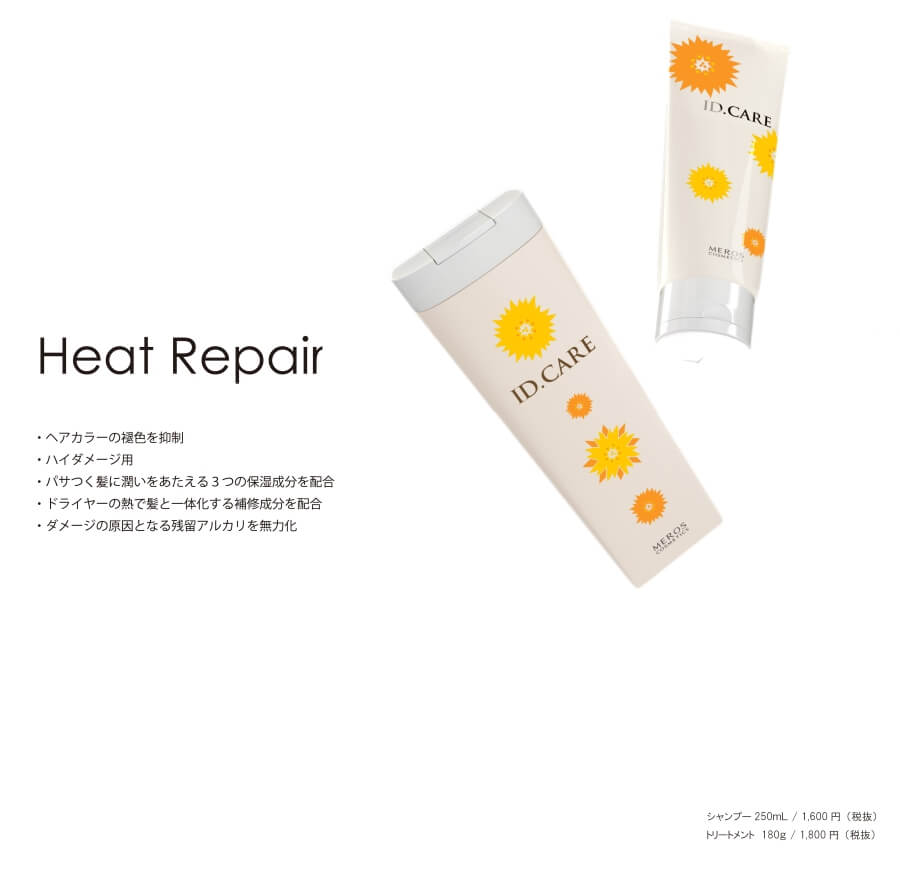 ID.CARE
MEROS
COSMETICS
ID.CARE
MEROS
COSMETICS
Heat Repair
・ヘアカラーの褪色を抑制
・ハイダメージ用
・パサつく髪に潤いをあたえる３つの保湿成分を配合
・ドライヤーの熱で髪と一体化する補修成分を配合
・ダメージの原因となる残留アルカリを無力化
シャンプー 250mL / 1,600 円（税抜）
トリートメント 180g / 1,800 円（税抜）